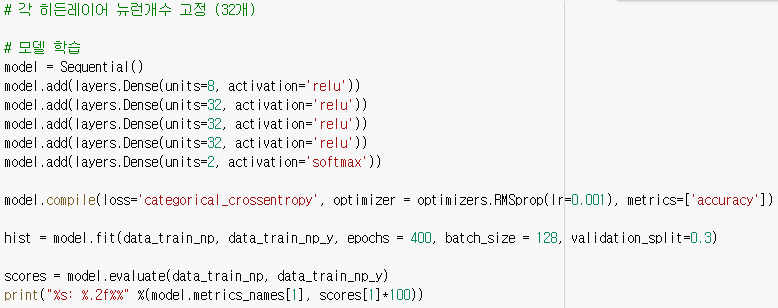 # 각 히든레이어 뉴런개수 고정 (32개)
# 모델 학습
model = Sequential()
model.add(layers.Dense(units=8, activation='relu'))
model.add(layers.Dense(units=32, activation='relu'))
model.add(layers.Dense(units=32, activation='relu'))
model.add(layers.Dense(units=32, activation='relu'))
model.add(layers.Dense(units=2, activation='softmax'))
model.compile(loss='categorical_crossentropy', optimizer = optimizers.RMSprop(lr=0.001), metrics=['accuracy'])
hist = model.fit(data_train_np, data_train_np_y, epochs = 400, batch_size = 128, validation_split=0.3)
scores = model.evaluate(data_train_np, data_train_np_y)
print("%s: %.2f%%" %(model.metrics_names[1], scores[1]*100))